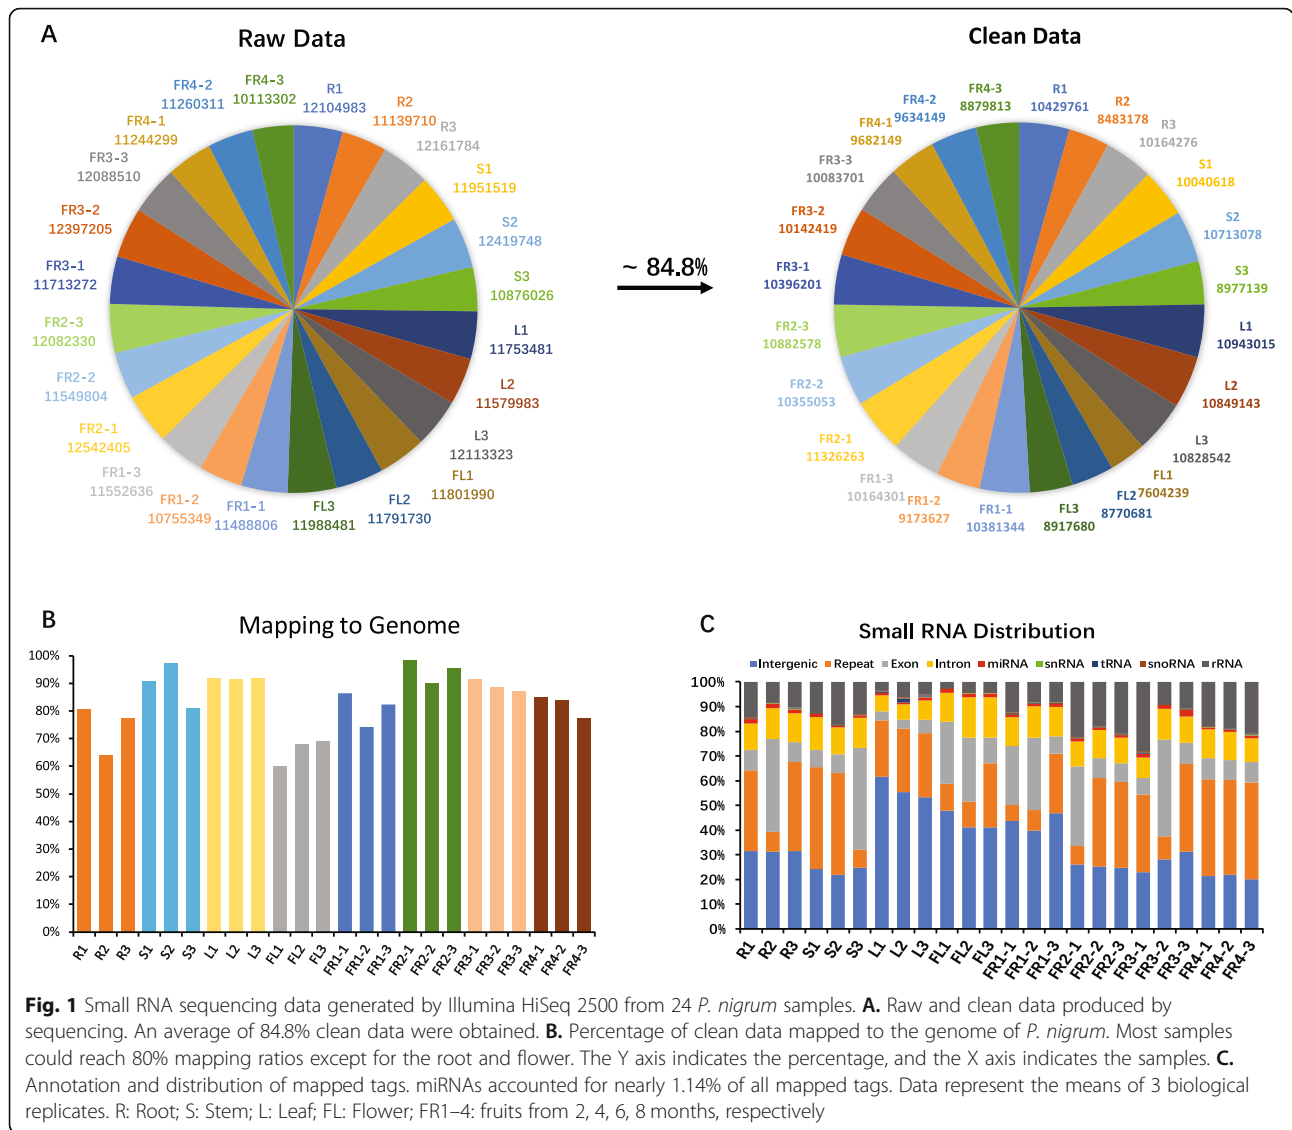 A
Raw Data
Clean Data
R1
12104983
R2
11139710
R3
12161784
S1
11951519
S2
12419748
S3
10876026
L1
11753481
L2
11579983
L3
12113323
FL1
11801990
FL2
11791730
FL3
11988481
FR1-1
11488806
FR1-2
10755349
FR1-3
11552636
FR2-1
12542405
FR2-2
11549804
FR2-3
12082330
FR3-1
11713272
FR3-2
12397205
FR3-3
12088510
FR4-1
11244299
FR4-2
11260311
FR4-3
10113302
~ 84.8%
R1
10429761
R2
8483178
R3
10164276
S1
10040618
S2
10713078
S3
8977139
L1
10943015
L2
10849143
L3
10828542
FL1
7604239
FL2
8770681
FL3
8917680
FR1-1
10381344
FR1-2
9173627
FR1-3
10164301
FR2-1
11326263
FR2-2
10355053
FR2-3
10882578
FR3-1
10396201
FR3-2
10142419
FR3-3
10083701
FR4-1
9682149
FR4-2
9634149
FR4-3
8879813
B
Mapping to Genome
100%
90%
80%
70%
60%
50%
40%
30%
20%
10%
0%
R1 R2 R3 S1 S2 S3 L1 L2 L3 FL1 FL2 FL3 FR1-1 FR1-2 FR1-3 FR2-1 FR2-2 FR2-3 FR3-1 FR3-2 FR3-3 FR4-1 FR4-2 FR4-3
C
Small RNA Distribution
Intergenic Repeat Exon Intron miRNA snRNA tRNA snoRNA rRNA
100%
90%
80%
70%
60%
50%
40%
30%
20%
10%
0%
R1 R2 R3 S1 S2 S3 L1 L2 L3 FL1 FL2 FL3 FR1-1 FR1-2 FR1-3 FR2-1 FR2-2 FR2-3 FR3-1 FR3-2 FR3-3 FR4-1 FR4-2 FR4-3
Fig. 1 Small RNA sequencing data generated by Illumina HiSeq 2500 from 24 P. nigrum samples. A. Raw and clean data produced by
sequencing. An average of 84.8% clean data were obtained. B. Percentage of clean data mapped to the genome of P. nigrum. Most samples
could reach 80% mapping ratios except for the root and flower. The Y axis indicates the percentage, and the X axis indicates the samples. C.
Annotation and distribution of mapped tags. miRNAs accounted for nearly 1.14% of all mapped tags. Data represent the means of 3 biological
replicates. R: Root; S: Stem; L: Leaf; FL: Flower; FR1–4: fruits from 2, 4, 6, 8 months, respectively